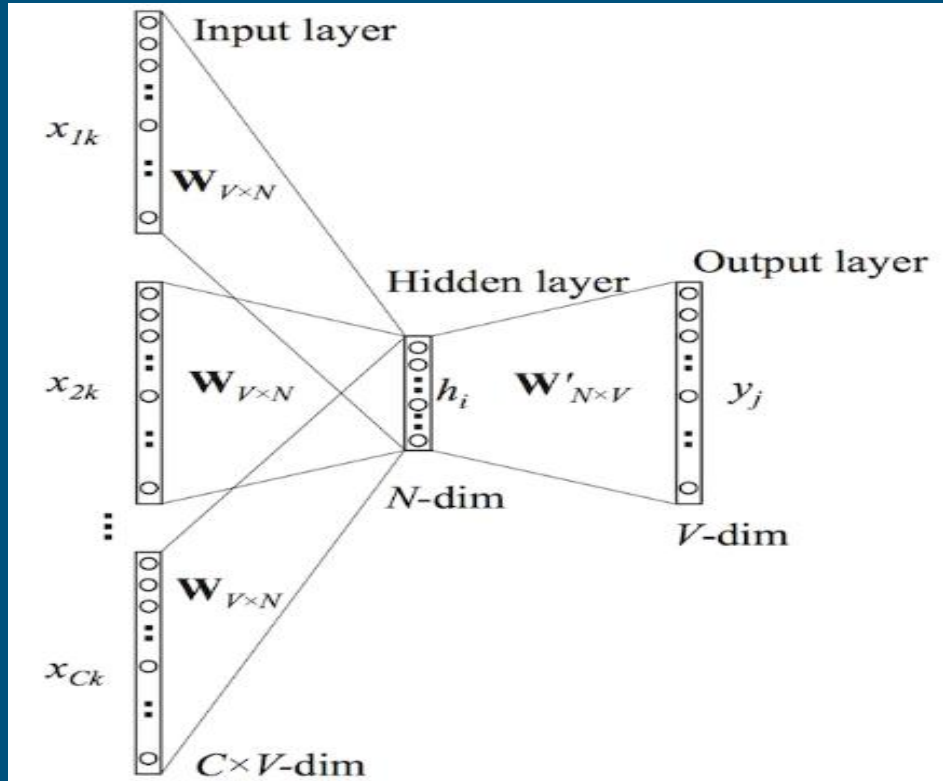 Input layer
x1k
WV×N
Hidden layer
Output layer
x2k
WV×N
hi
W'N×V
yj
N-dim
V-dim
WV×N
xCk
C×V-dim